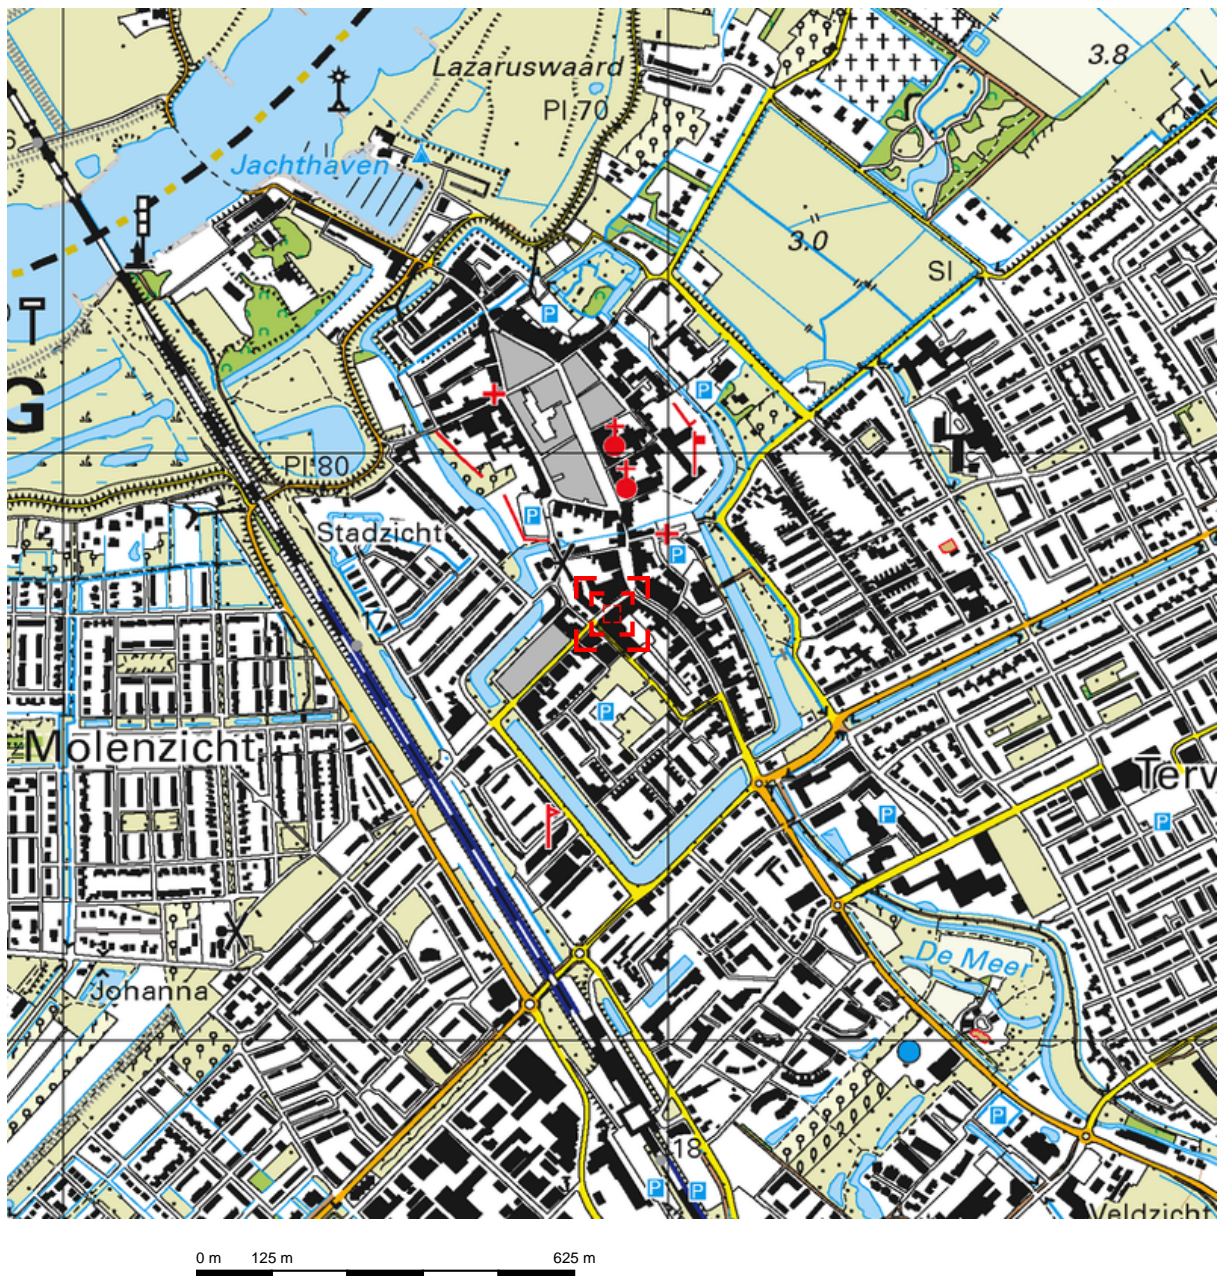 3.8
Lazaruswaard
Pl 70
Jachthaven
3.0
Sl
P
T
P
G
Pl 80
Stadzicht
P
P
17
P
Molenzicht
Terw
P
P
De Meer
Johanna
P
18
P
P
Veldzicht
0 m 125 m 625 m